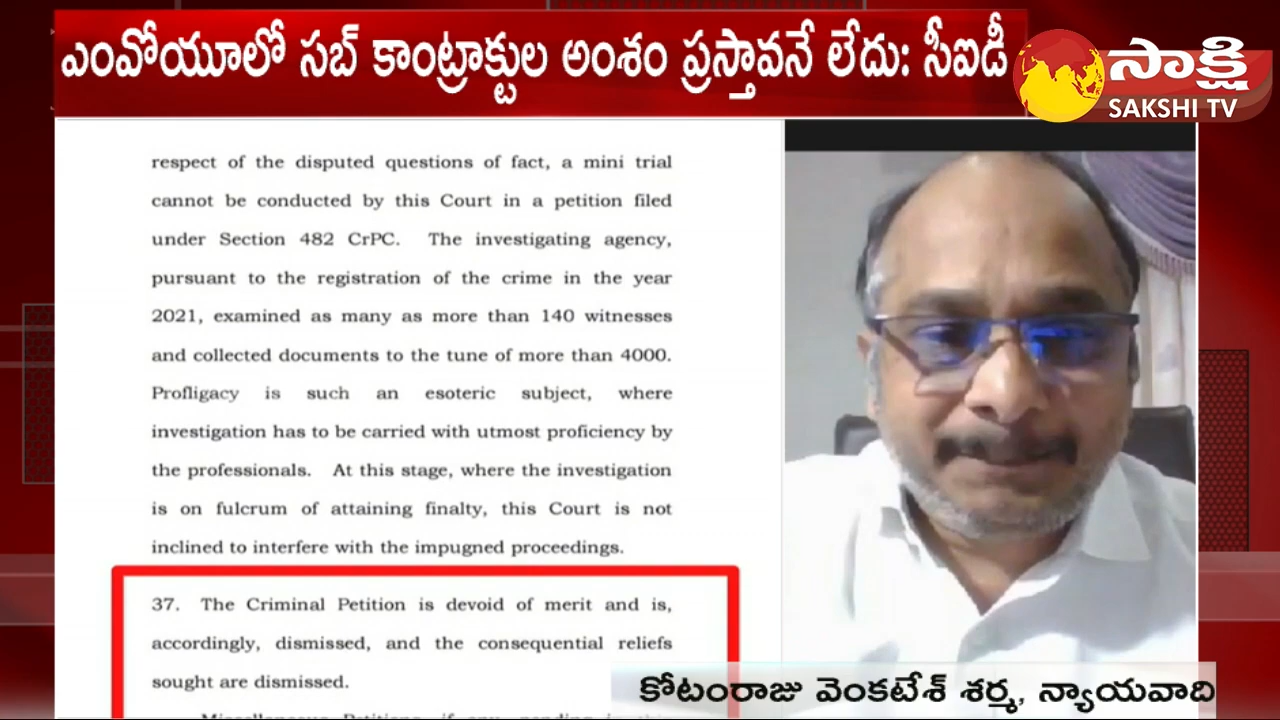 ఎంవోయూలో సబ్ కాంట్రాక్టుల అంశం ప్రస్తావనే లేదు: సీఐడీ
సాక్షి
SAKSHI TV
respect of the disputed questions of fact, a mini trial
cannot be conducted by this Court in a petition filed
under Section 482 CrPC. The investigating agency,
pursuant to the registration of the crime in the year
2021, examined as many as more than 140 witnesses
and collected documents to the tune of more than 4000.
Profligacy is such an esoteric subject, where
investigation has to be carried with utmost proficiency by
the professionals. At this stage, where the investigation
is on fulcrum of attaining finalty, this Court is not
inclined to interfere with the impugned proceedings.
37. The Criminal Petition is devoid of merit and is,
accordingly, dismissed, and the consequential reliefs
sought are dismissed.
కోటంరాజు వెంకటేశ్ శర్మ, న్యాయవాది